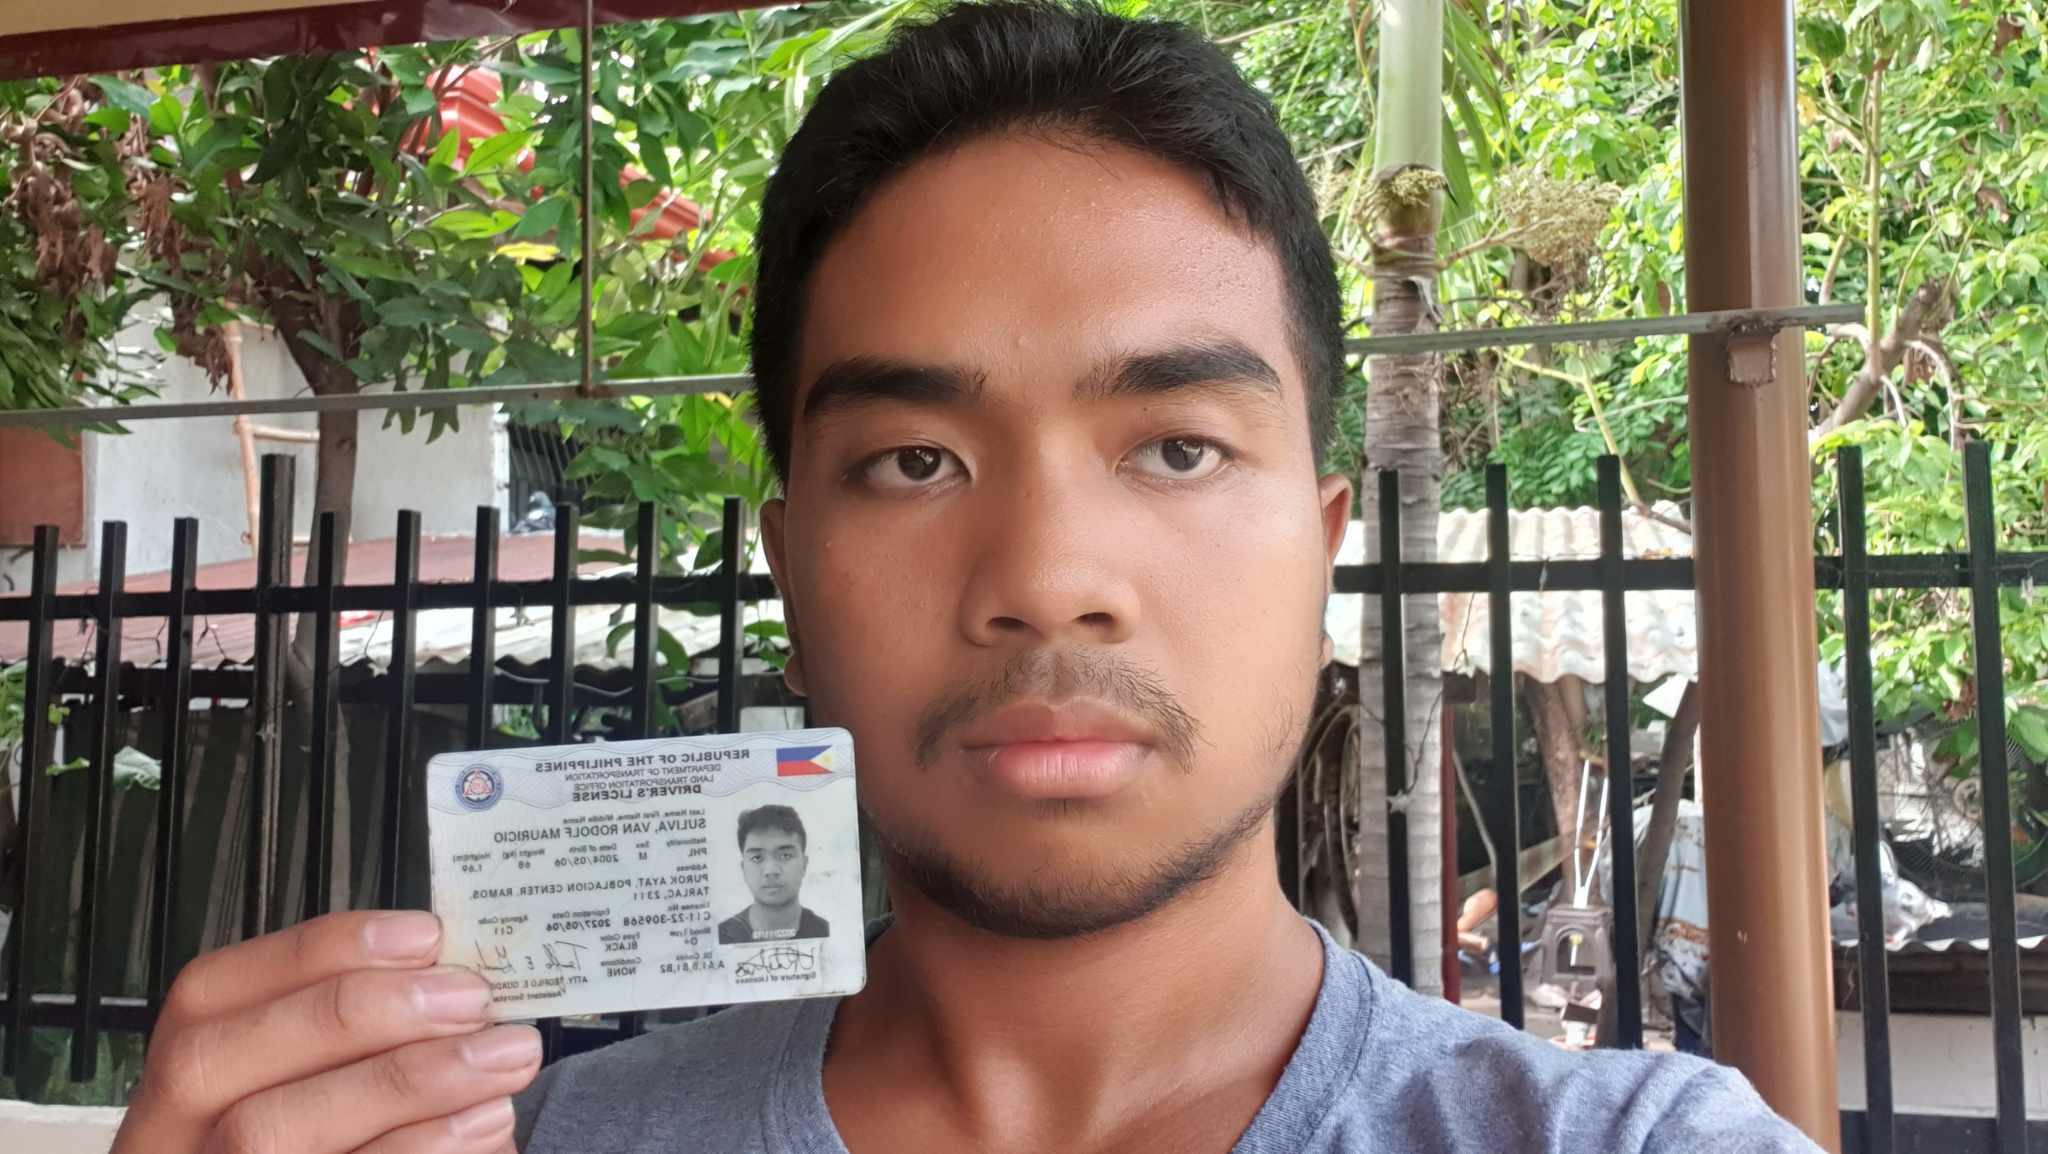 REPUBLIC OF THE PHILIPPINES
DEPARTMENT OF TRANSPORTATION
LAND TRANSPORTATION OFFICE
DRIVER'S LICENSE
Last Name, First Name, Middle Name
SULIVA, VAN RODOLF MAURICIO
Nationality Sex Date of Birth Weight (kg) Height(m)
PHL M 2004/05/06 68 1.69
Address
PUROK AYAT, POBLACION CENTER, RAMOS,
TARLAC, 2311
License No. Expiration Date Agency Code
C11-22-309568 2027/05/06 C11
Blood Type Eyes Color
O+ BLACK
DL Codes Conditions
A,A1,B,B1,B2 NONE
Signature of Licensee
ATTY TEOFILO E.
Assistant Secretary